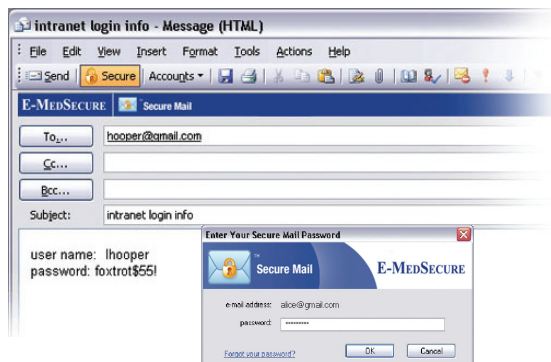 intranet login info - Message (HTML)
File Edit View Insert Format Tools Actions Help
Send Secure Accounts
E-MEDSECURE Secure Mail
To... hooper@gmail.com
Cc...
Bcc...
Subject: intranet login info
user name: lhooper
password: foxtrot$55!
Enter Your Secure Mail Password
Secure Mail™ E-MEDSECURE
e-mail address: alice@gmail.com
password:
Forgot your password? OK Cancel